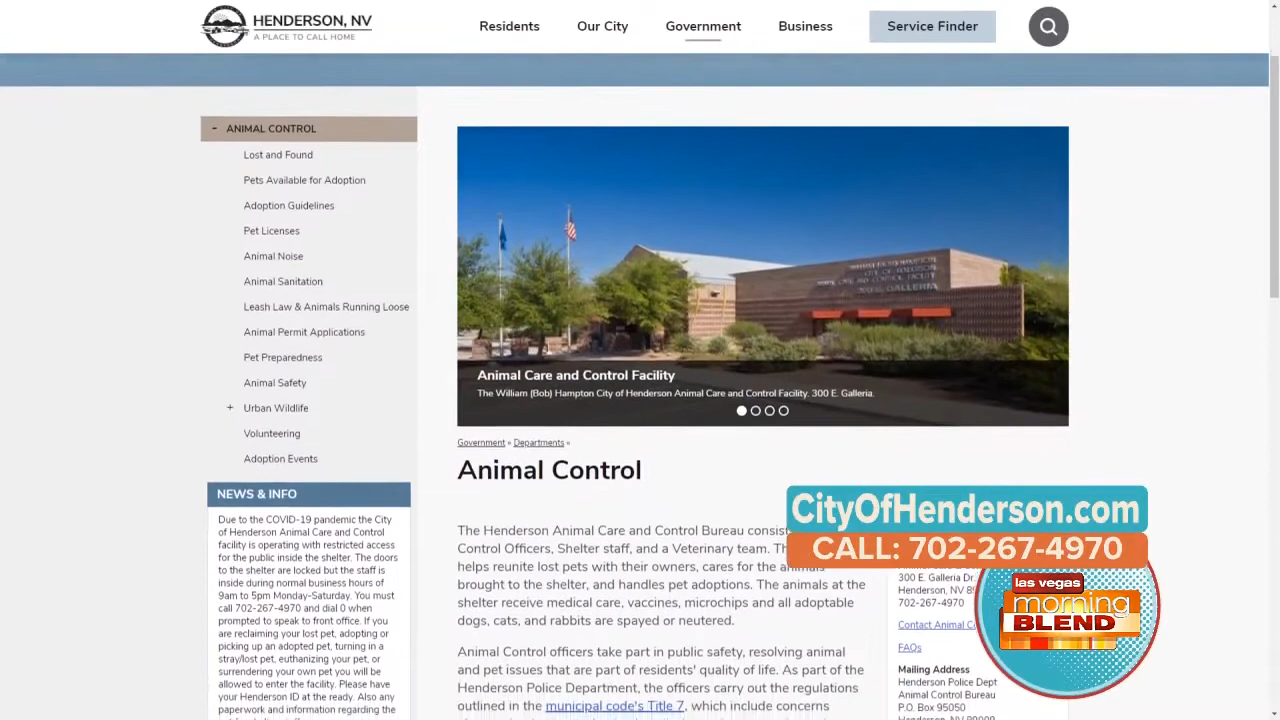 HENDERSON, NV
A PLACE TO CALL HOME
Residents
Our City
Government
Business
Service Finder
- ANIMAL CONTROL
Lost and Found
Pets Available for Adoption
Adoption Guidelines
Pet Licenses
Animal Noise
Animal Sanitation
Leash Law & Animals Running Loose
Animal Permit Applications
Pet Preparedness
Animal Safety
+ Urban Wildlife
Volunteering
Adoption Events
NEWS & INFO
Due to the COVID-19 pandemic the City
of Henderson Animal Care and Control
facility is operating with restricted access
for the public inside the shelter. The doors
to the shelter are locked but the staff is
inside during normal business hours of
9am to 5pm Monday-Saturday. You must
call 702-267-4970 and dial 0 when
prompted to speak to front office. If you
are reclaiming your lost pet, adopting or
picking up an adopted pet, turning in a
stray/lost pet, euthanizing your pet, or
surrendering your own pet you will be
allowed to enter the facility. Please have
your Henderson ID at the ready. Also any
paperwork and information regarding the
Animal Care and Control Facility
The William (Bob) Hampton City of Henderson Animal Care and Control Facility. 300 E. Galleria.
Government » Departments »
Animal Control
The Henderson Animal Care and Control Bureau
Control Officers, Shelter staff, and a Veterinary team.
helps reunite lost pets with their owners, cares for the
brought to the shelter, and handles pet adoptions. The animals at the
shelter receive medical care, vaccines, microchips and all adoptable
dogs, cats, and rabbits are spayed or neutered.
Animal Control officers take part in public safety, resolving animal
and pet issues that are part of residents' quality of life. As part of the
Henderson Police Department, the officers carry out the regulations
outlined in the municipal code's Title 7, which include concerns
CityOfHenderson.com
CALL: 702-267-4970
300 E. Galleria Dr.
Henderson, NV
702-267-4970
Contact Animal
FAQs
Mailing Address
Henderson Police Dept
Animal Control Bureau
P.O. Box 95050
las vegas
morning
BLEND